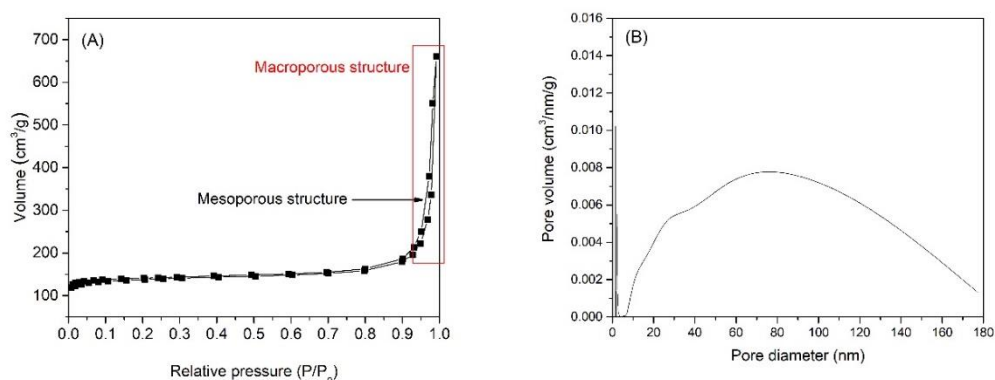 (A)
Macroporous structure
Mesoporous structure
Volume (cm³/g)
700
600
500
400
300
200
100
0.0 0.1 0.2 0.3 0.4 0.5 0.6 0.7 0.8 0.9 1.0
Relative pressure (P/P₀)
(B)
Pore volume (cm³/nm/g)
0.016
0.014
0.012
0.010
0.008
0.006
0.004
0.002
0.000
0 20 40 60 80 100 120 140 160 180
Pore diameter (nm)